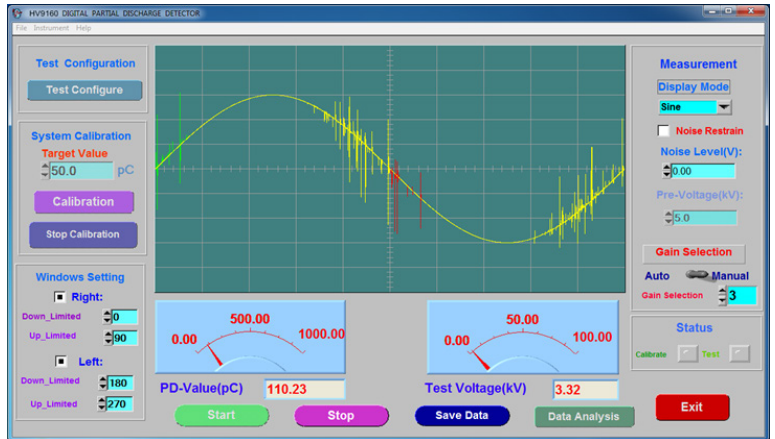 HV9160 DIGITAL PARTIAL DISCHARGE DETECTOR
File Instrument Help
Test Configuration
Test Configure
System Calibration
Target Value
50.0 pC
Calibration
Stop Calibration
Windows Setting
Right:
Down_Limited 0
Up_Limited 90
Left:
Down_Limited 180
Up_Limited 270
0.00 500.00 1000.00
PD-Value(pC) 110.23
0.00 50.00 100.00
Test Voltage(kV) 3.32
Start Stop Save Data Data Analysis
Measurement
Display Mode
Sine
Noise Restrain
Noise Level(V):
0.00
Pre-Voltage(kV):
5.0
Gain Selection
Auto Manual
Gain Selection 3
Status
Calibrate Test
Exit